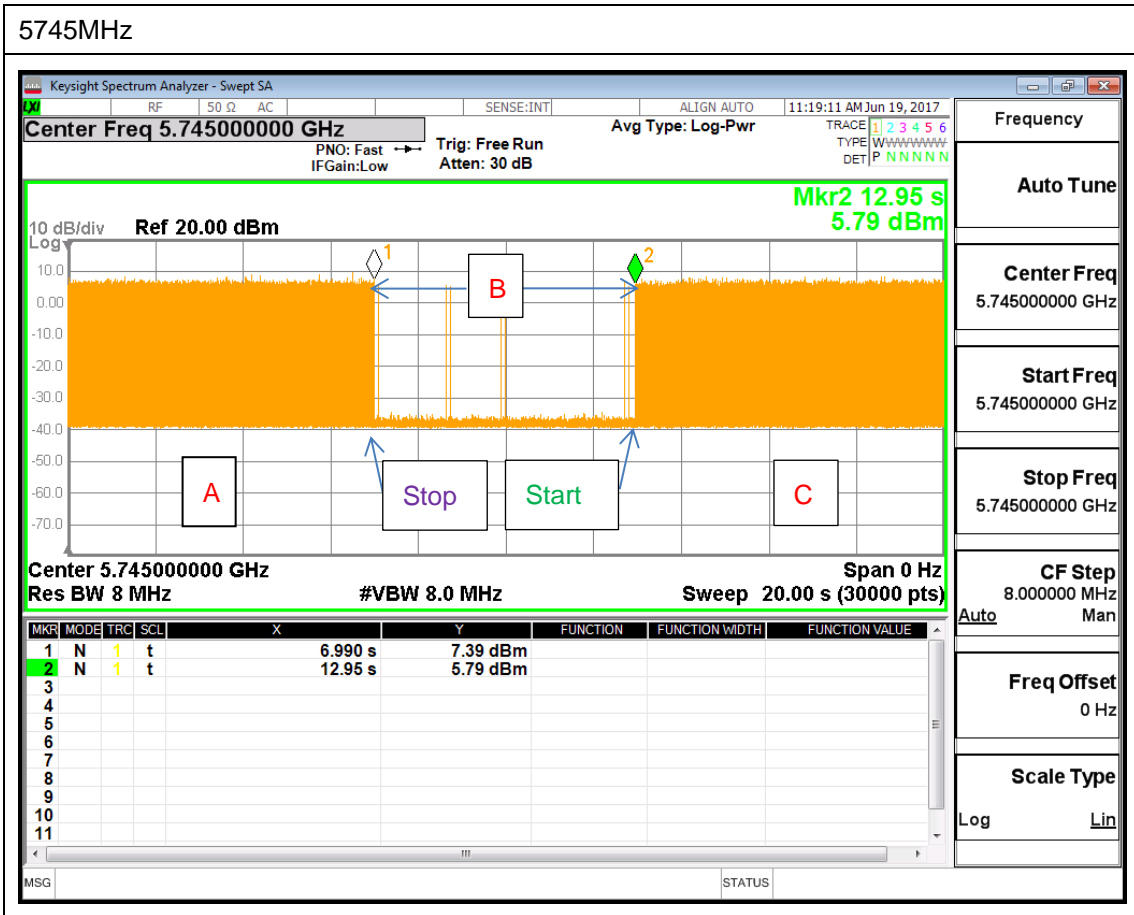 5745MHz
Keysight Spectrum Analyzer - Swept SA
LXI RF 50 Ω AC SENSE:INT ALIGN AUTO 11:19:11 AM Jun 19, 2017
Center Freq 5.745000000 GHz
PNO: Fast
IFGain:Low
Trig: Free Run
Atten: 30 dB
Avg Type: Log-Pwr
TRACE 1 2 3 4 5 6
TYPE WWWWWW
DET P N N N N N
Mkr2 12.95 s
5.79 dBm
10 dB/div Ref 20.00 dBm
Log
1
2
10.0
0.00
-10.0
-20.0
-30.0
-40.0
-50.0
-60.0
-70.0
B
A
Stop
Start
C
Center 5.745000000 GHz Span 0 Hz
Res BW 8 MHz #VBW 8.0 MHz Sweep 20.00 s (30000 pts)
MKR MODE TRC SCL X Y FUNCTION FUNCTION WIDTH FUNCTION VALUE
1 N 1 t 6.990 s 7.39 dBm
2 N 1 t 12.95 s 5.79 dBm
3
4
5
6
7
8
9
10
11
MSG STATUS
Frequency
Auto Tune
Center Freq
5.745000000 GHz
Start Freq
5.745000000 GHz
Stop Freq
5.745000000 GHz
CF Step
8.000000 MHz
Auto Man
Freq Offset
0 Hz
Scale Type
Log Lin